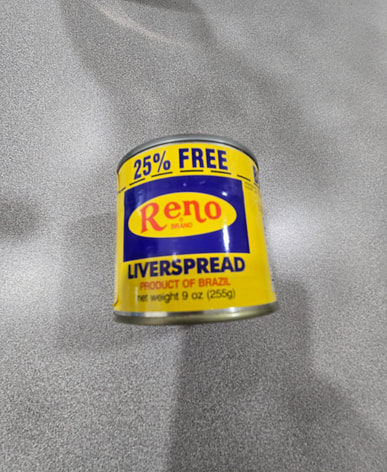 25% FREE
Reno
BRAND
LIVERSPREAD
PRODUCT OF BRAZIL
net weight 9 oz (255g)